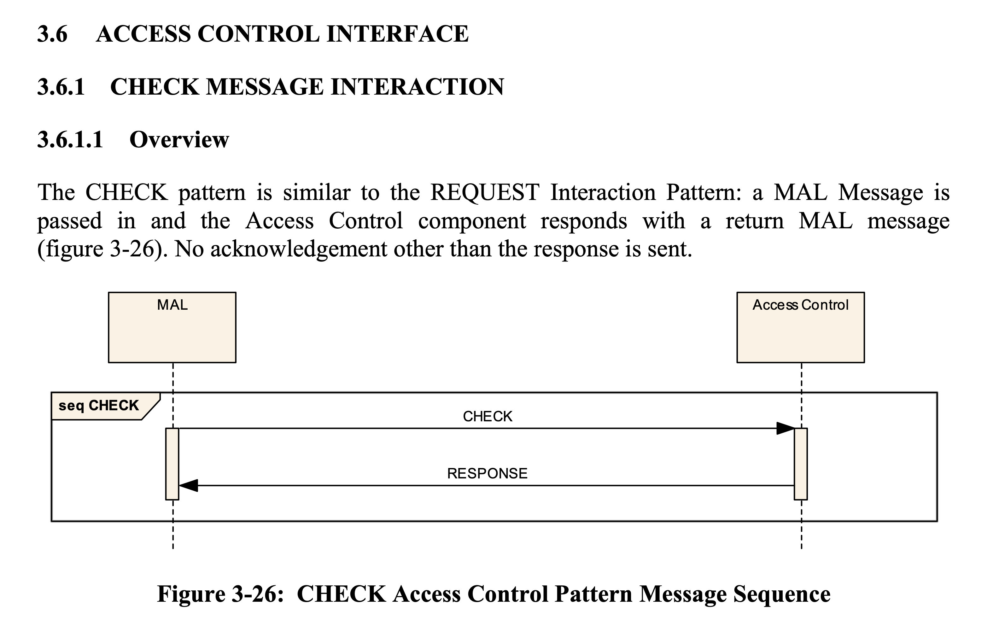 3.6 ACCESS CONTROL INTERFACE
3.6.1 CHECK MESSAGE INTERACTION
3.6.1.1 Overview
The CHECK pattern is similar to the REQUEST Interaction Pattern: a MAL Message is
passed in and the Access Control component responds with a return MAL message
(figure 3-26). No acknowledgement other than the response is sent.
MAL
Access Control
seq CHECK
CHECK
RESPONSE
Figure 3-26: CHECK Access Control Pattern Message Sequence